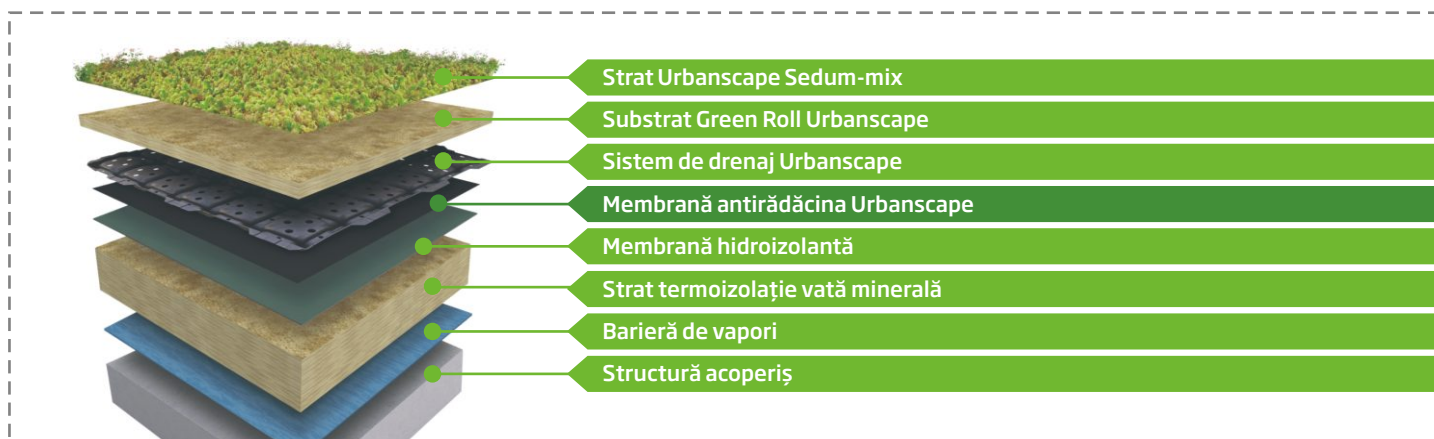 Strat Urbanscape Sedum-mix
Substrat Green Roll Urbanscape
Sistem de drenaj Urbanscape
Membrană antirădăcina Urbanscape
Membrană hidroizolantă
Strat termoizolație vată minerală
Barieră de vapori
Structură acoperiș